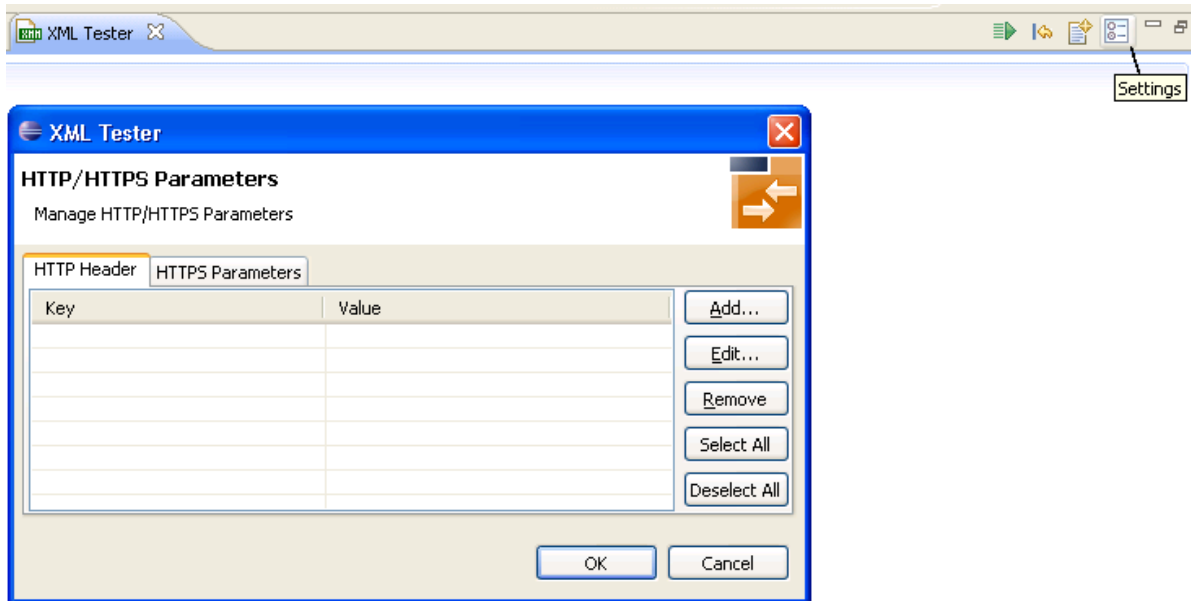 XML Tester
Settings
XML Tester
HTTP/HTTPS Parameters
Manage HTTP/HTTPS Parameters
HTTP Header HTTPS Parameters
Key Value Add...
Edit...
Remove
Select All
Deselect All
OK Cancel